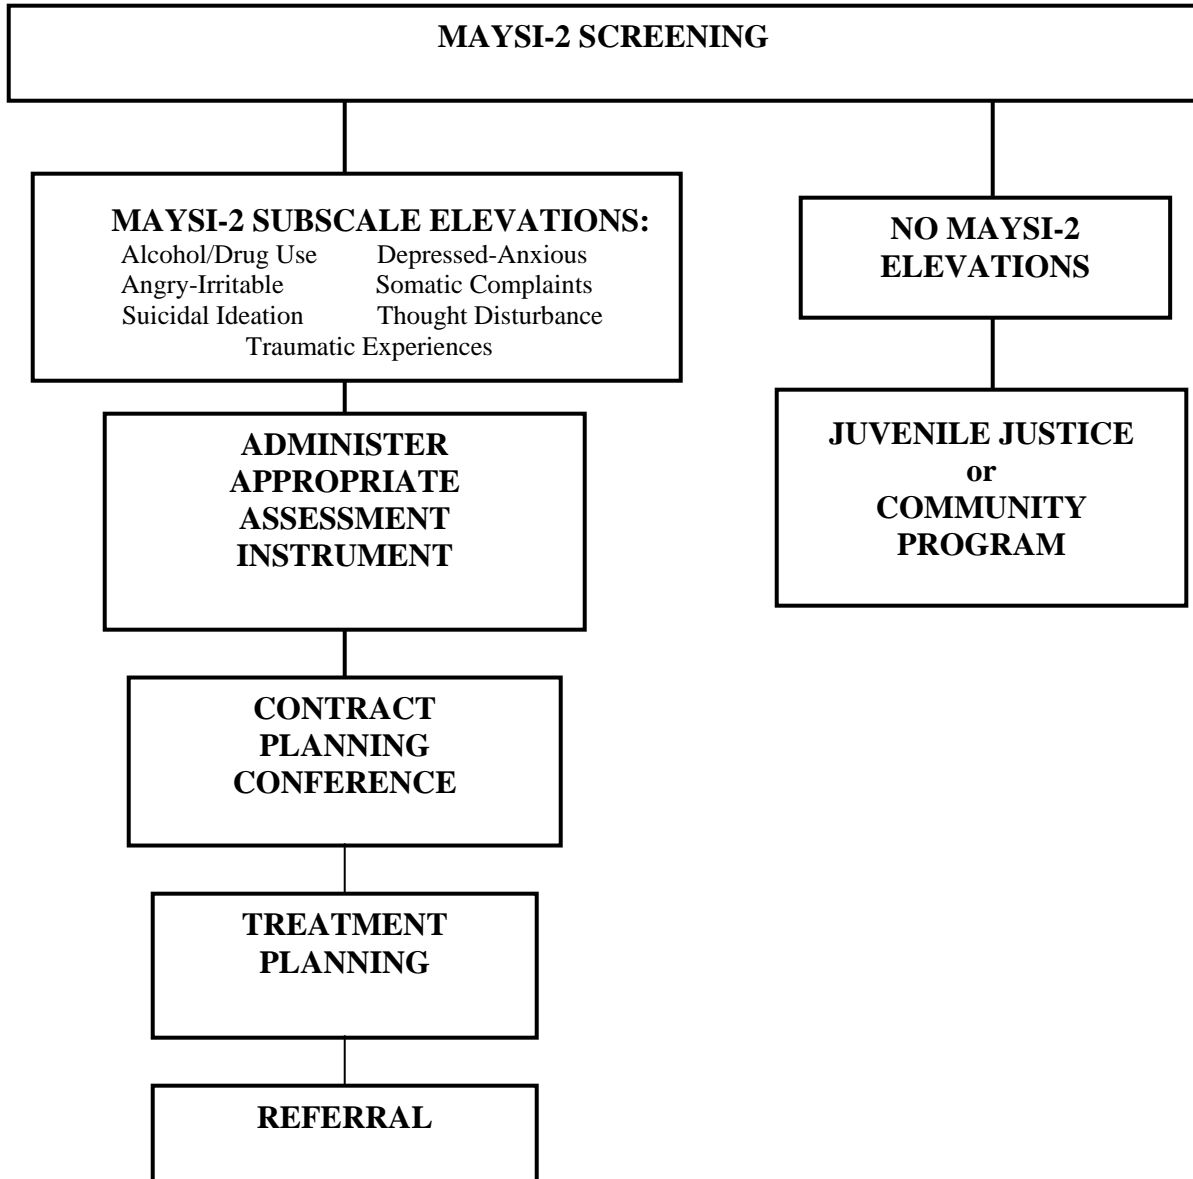 MAYSI-2 SCREENING
MAYSI-2 SUBSCALE ELEVATIONS:
Alcohol/Drug Use Depressed-Anxious
Angry-Irritable Somatic Complaints
Suicidal Ideation Thought Disturbance
Traumatic Experiences
NO MAYSI-2
ELEVATIONS
ADMINISTER
APPROPRIATE
ASSESSMENT
INSTRUMENT
JUVENILE JUSTICE
or
COMMUNITY
PROGRAM
CONTRACT
PLANNING
CONFERENCE
TREATMENT
PLANNING
REFERRAL